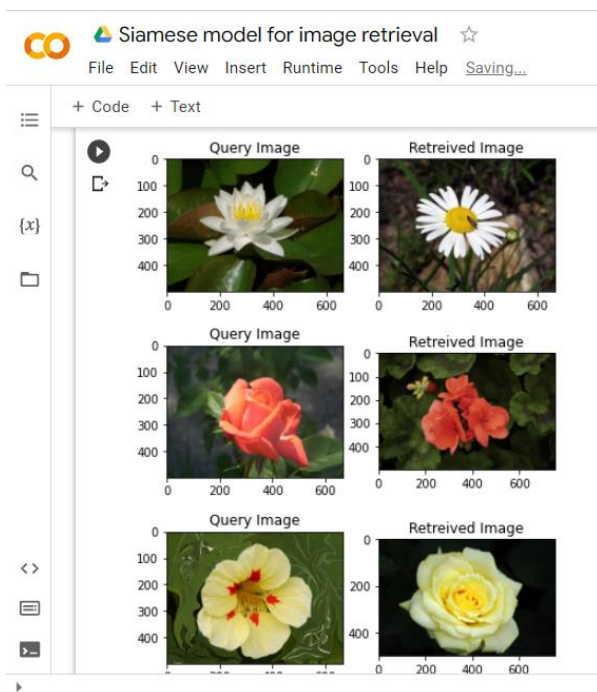 Siamese model for image retrieval
File Edit View Insert Runtime Tools Help Saving...
+ Code + Text
{x}
Query Image Retreived Image
0 100 200 300 400
0 200 400 600
0 100 200 300 400
0 200 400 600
Query Image Retreived Image
0 100 200 300 400
0 200 400 600
0 100 200 300 400
0 200 400 600
Query Image Retreived Image
0 100 200 300 400
0 200 400 600
0 200 400
0 200 400 600